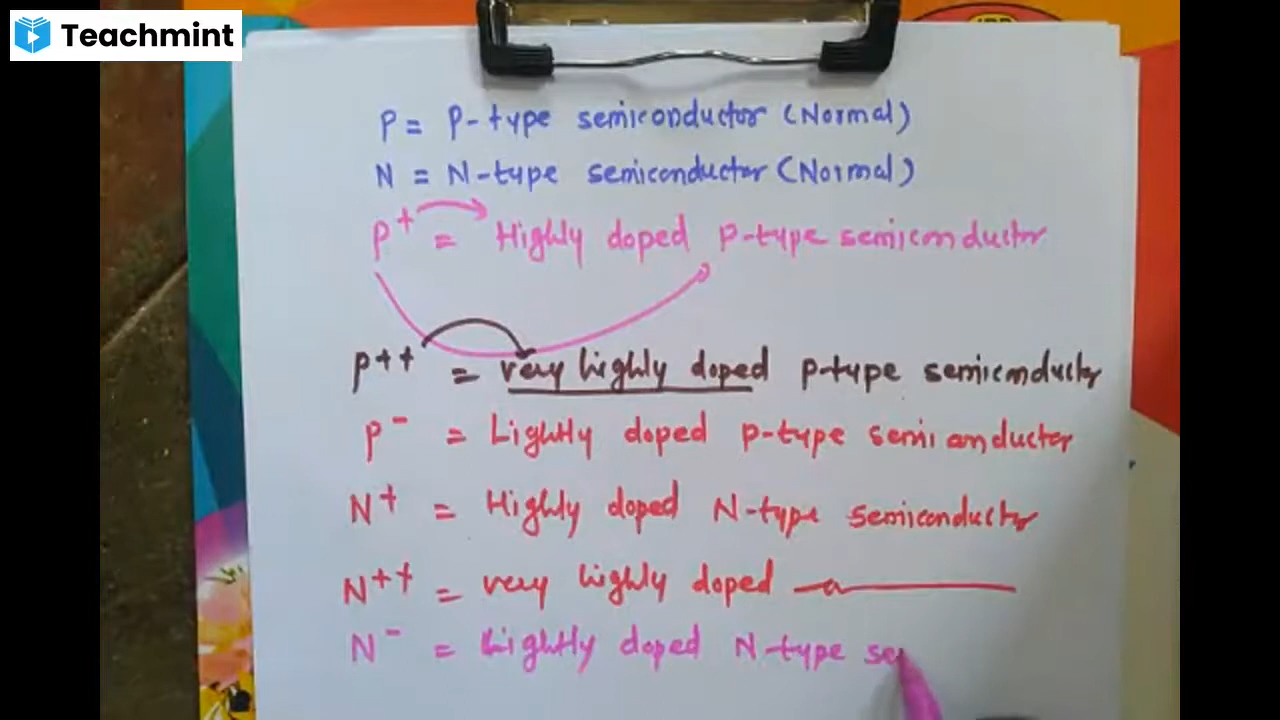 Teachmint
P = P-type semiconductor (Normal)
N = N-type semiconductor (Normal)
P+ = Highly doped P-type semiconductor
P++ = very highly doped P-type semiconductor
P- = Lightly doped P-type semiconductor
N+ = Highly doped N-type semiconductor
N++ = very highly doped
N- = Lightly doped N-type se